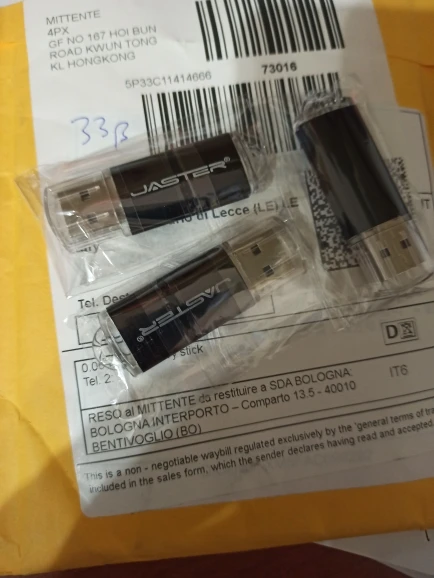 MITTENTE
4PX
GF NO 167 HOI BUN
ROAD KWUN TONG
KL HONGKONG
73016
5P33C11414666
33β
JASTER®
di Lecce (LE)
JASTER®
Tel.
stick
Tel. 2
D
IT6
RESO al MITTENTE da restituire a SDA BOLOGNA:
BOLOGNA INTERPORTO – Comparto 13.5 - 40010
BENTIVOGLIO (BO)
This is a non - negotiable waybill regulated exclusively by the 'general terms of
included in the sales form, which the sender declares having read and accepted